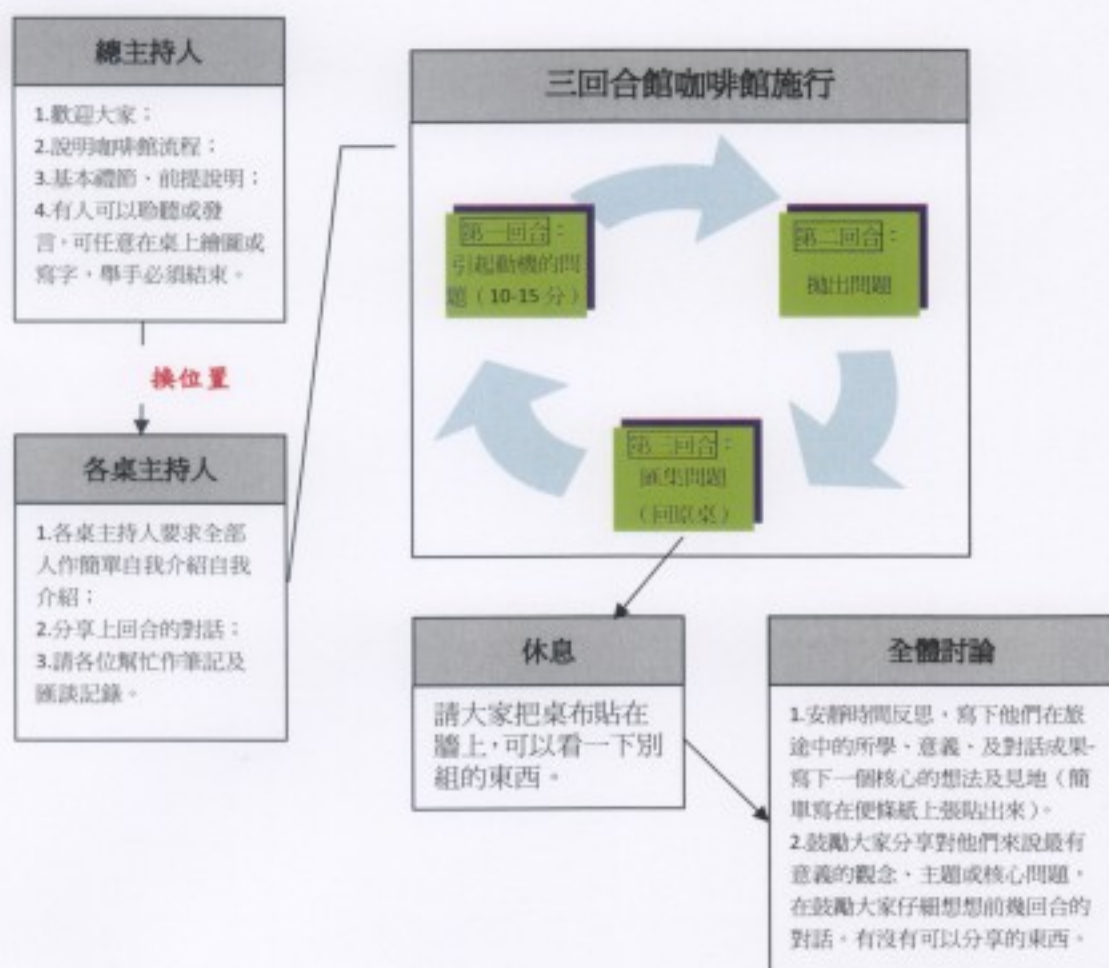 總主持人
1.歡迎大家；
2.說明咖啡館流程；
3.基本禮節、前提說明；
4.有人可以聆聽或發
言，可任意在桌上繪圖或
寫字，舉手必須結束。
換位置
各桌主持人
1.各桌主持人要求全部
人作簡單自我介紹自我
介紹；
2.分享上回合的對話；
3.請各位幫忙作筆記及
匯談記錄。
三回合館咖啡館施行
第一回合：
引起動機的問
題（10-15 分）
第二回合：
拋出問題
第三回合：
匯集問題
（回原桌）
休息
請大家把桌布貼在
牆上，可以看一下別
組的東西。
全體討論
1.安靜時間反思，寫下他們在旅
途中的所學、意義、及對話成果-
寫下一個核心的想法及見地（簡
單寫在便條紙上張貼出來）。
2.鼓勵大家分享對他們來說最有
意義的觀念、主題或核心問題，
在鼓勵大家仔細想想前幾回合的
對話。有沒有可以分享的東西。